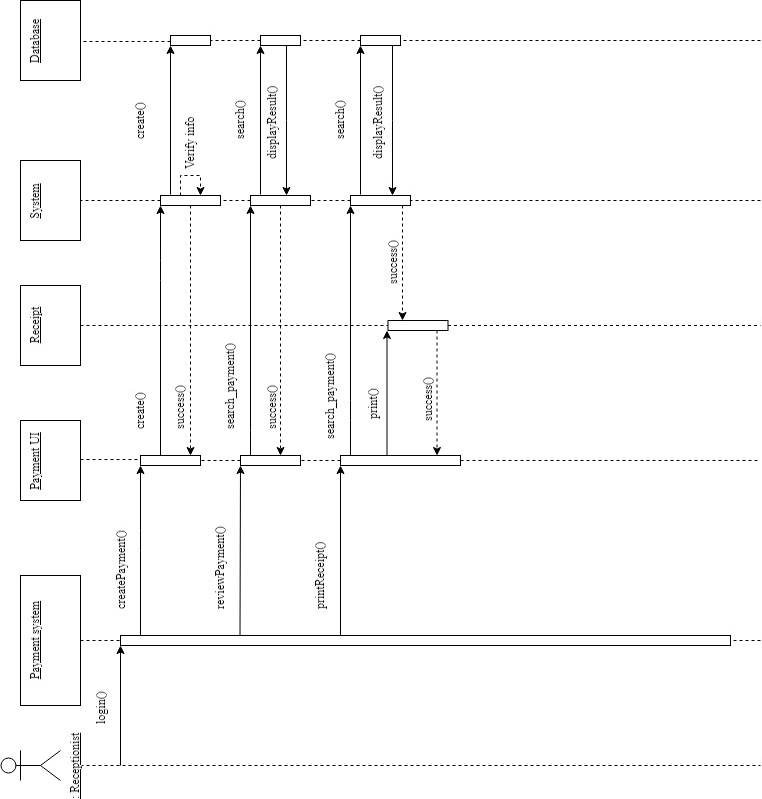 : Receptionist
Payment system
Payment UI
Receipt
System
Database
login()
createPayment()
create()
create()
Verify info
success()
reviewPayment()
search_payment()
search()
displayResult()
success()
printReceipt()
search_payment()
search()
displayResult()
success()
print()
success()